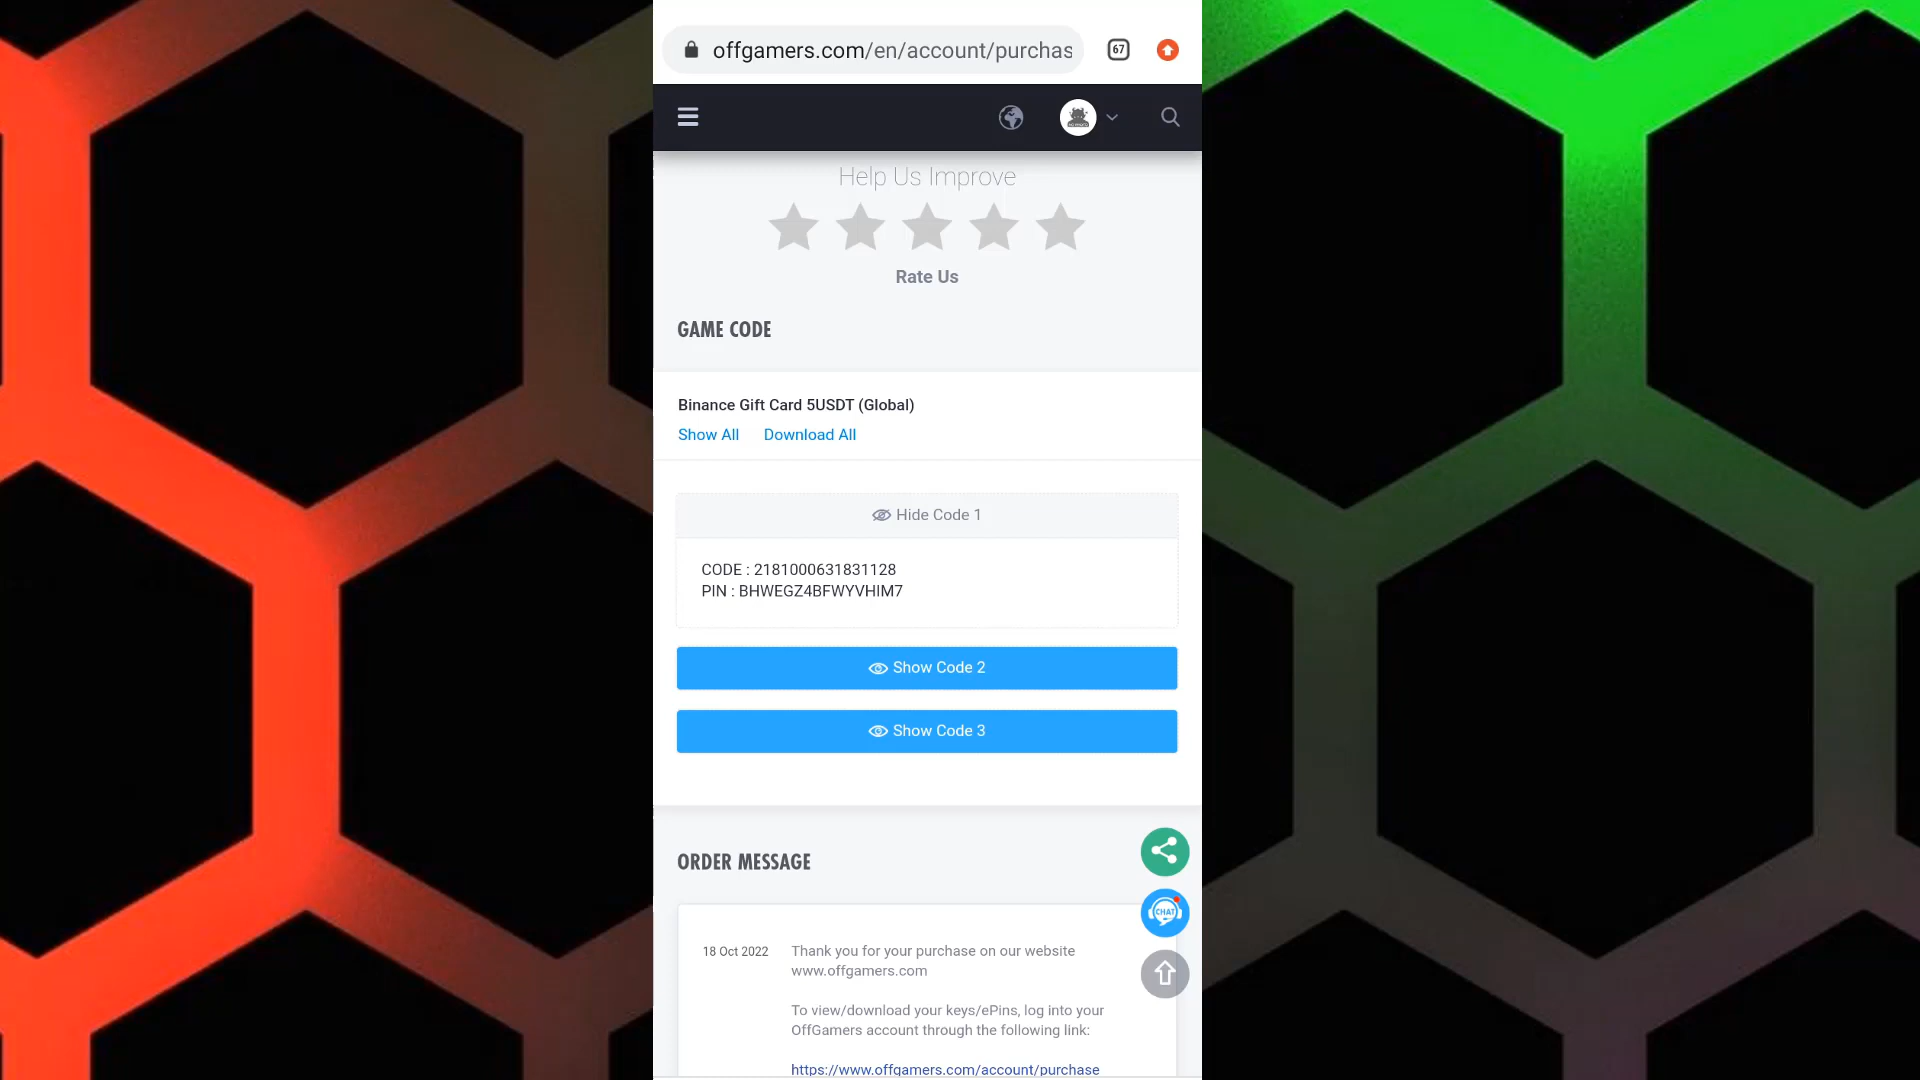 offgamers.com/en/account/purchas
67
Help Us Improve
Rate Us
GAME CODE
Binance Gift Card 5USDT (Global)
Show All Download All
Hide Code 1
CODE : 2181000631831128
PIN : BHWEGZ4BFWYVHIM7
Show Code 2
Show Code 3
ORDER MESSAGE
CHAT
18 Oct 2022 Thank you for your purchase on our website
www.offgamers.com
To view/download your keys/ePins, log into your
OffGamers account through the following link:
https://www.offgamers.com/account/purchase